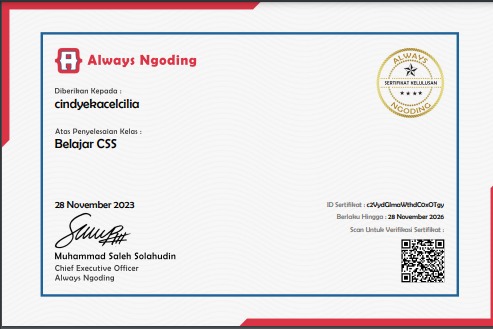 Always Ngoding
ALWAYS
SERTIFIKAT KELULUSAN
NGODING
Diberikan Kepada :
cindyekacelcilia
Atas Penyelesaian Kelas :
Belajar CSS
28 November 2023
Muhammad Saleh Solahudin
Chief Executive Officer
Always Ngoding
ID Sertifikat : c2VydGlmaWthdC0xOTgy
Berlaku Hingga : 28 November 2026
Scan Untuk Verifikasi Sertifikat :